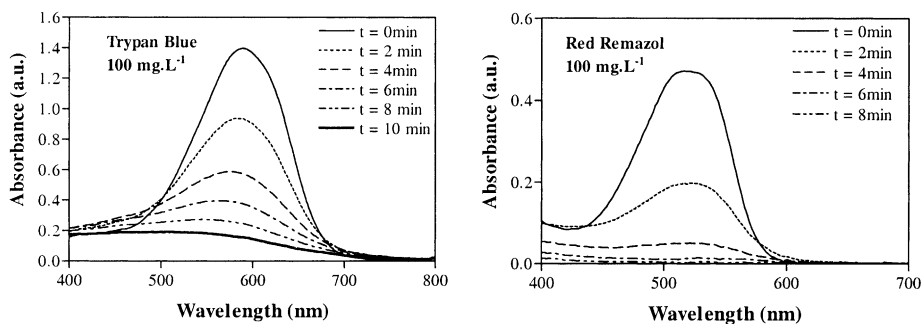 Trypan Blue
100 mg.L-1
t = 0min
t = 2 min
t = 4min
t = 6min
t = 8 min
t = 10 min
Absorbance (a.u.)
1.6
1.4
1.2
1.0
0.8
0.6
0.4
0.2
0.0
400 500 600 700 800
Wavelength (nm)
Red Remazol
100 mg.L-1
t = 0min
t = 2min
t = 4min
t = 6min
t = 8min
Absorbance (a.u.)
0.6
0.4
0.2
0.0
400 500 600 700
Wavelength (nm)